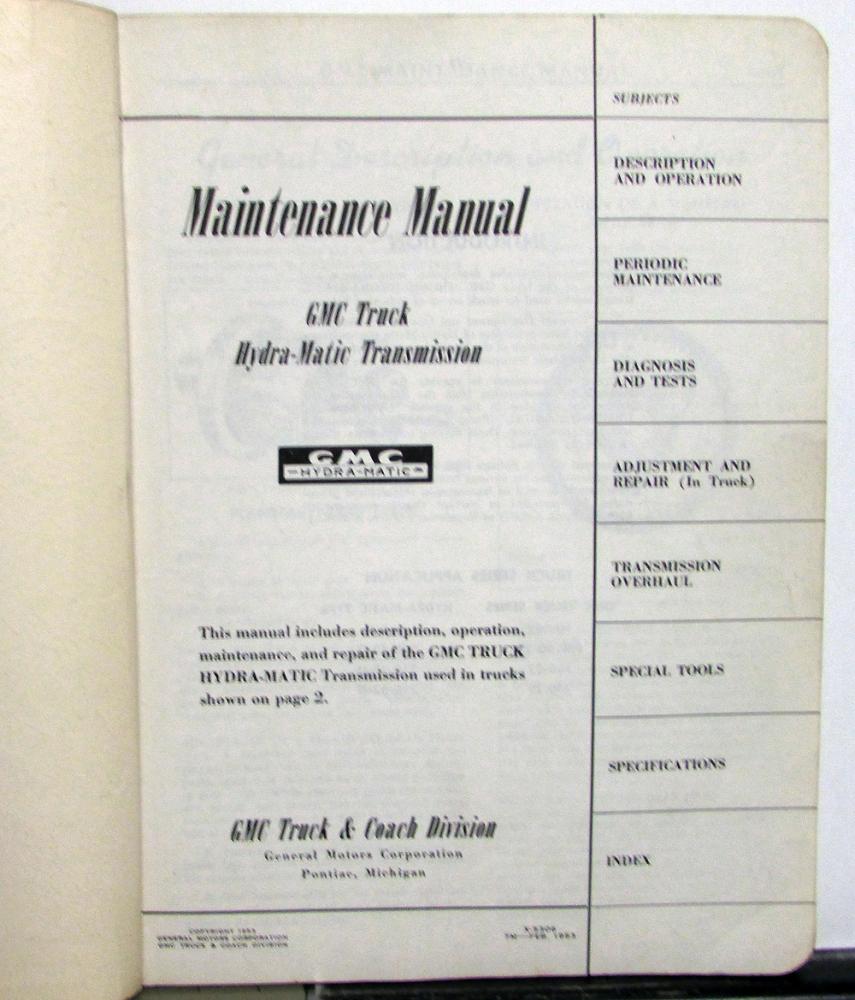 Maintenance Manual
GMC Truck
Hydra-Matic Transmission
GMC
HYDRA-MATIC
This manual includes description, operation,
maintenance, and repair of the GMC TRUCK
HYDRA-MATIC Transmission used in trucks
shown on page 2.
GMC Truck & Coach Division
General Motors Corporation
Pontiac, Michigan
COPYRIGHT 1953
GENERAL MOTORS CORPORATION
GMC TRUCK & COACH DIVISION
FEB. 1953
SUBJECTS
DESCRIPTION
AND OPERATION
PERIODIC
MAINTENANCE
DIAGNOSIS
AND TESTS
ADJUSTMENT AND
REPAIR (In Truck)
TRANSMISSION
OVERHAUL
SPECIAL TOOLS
SPECIFICATIONS
INDEX